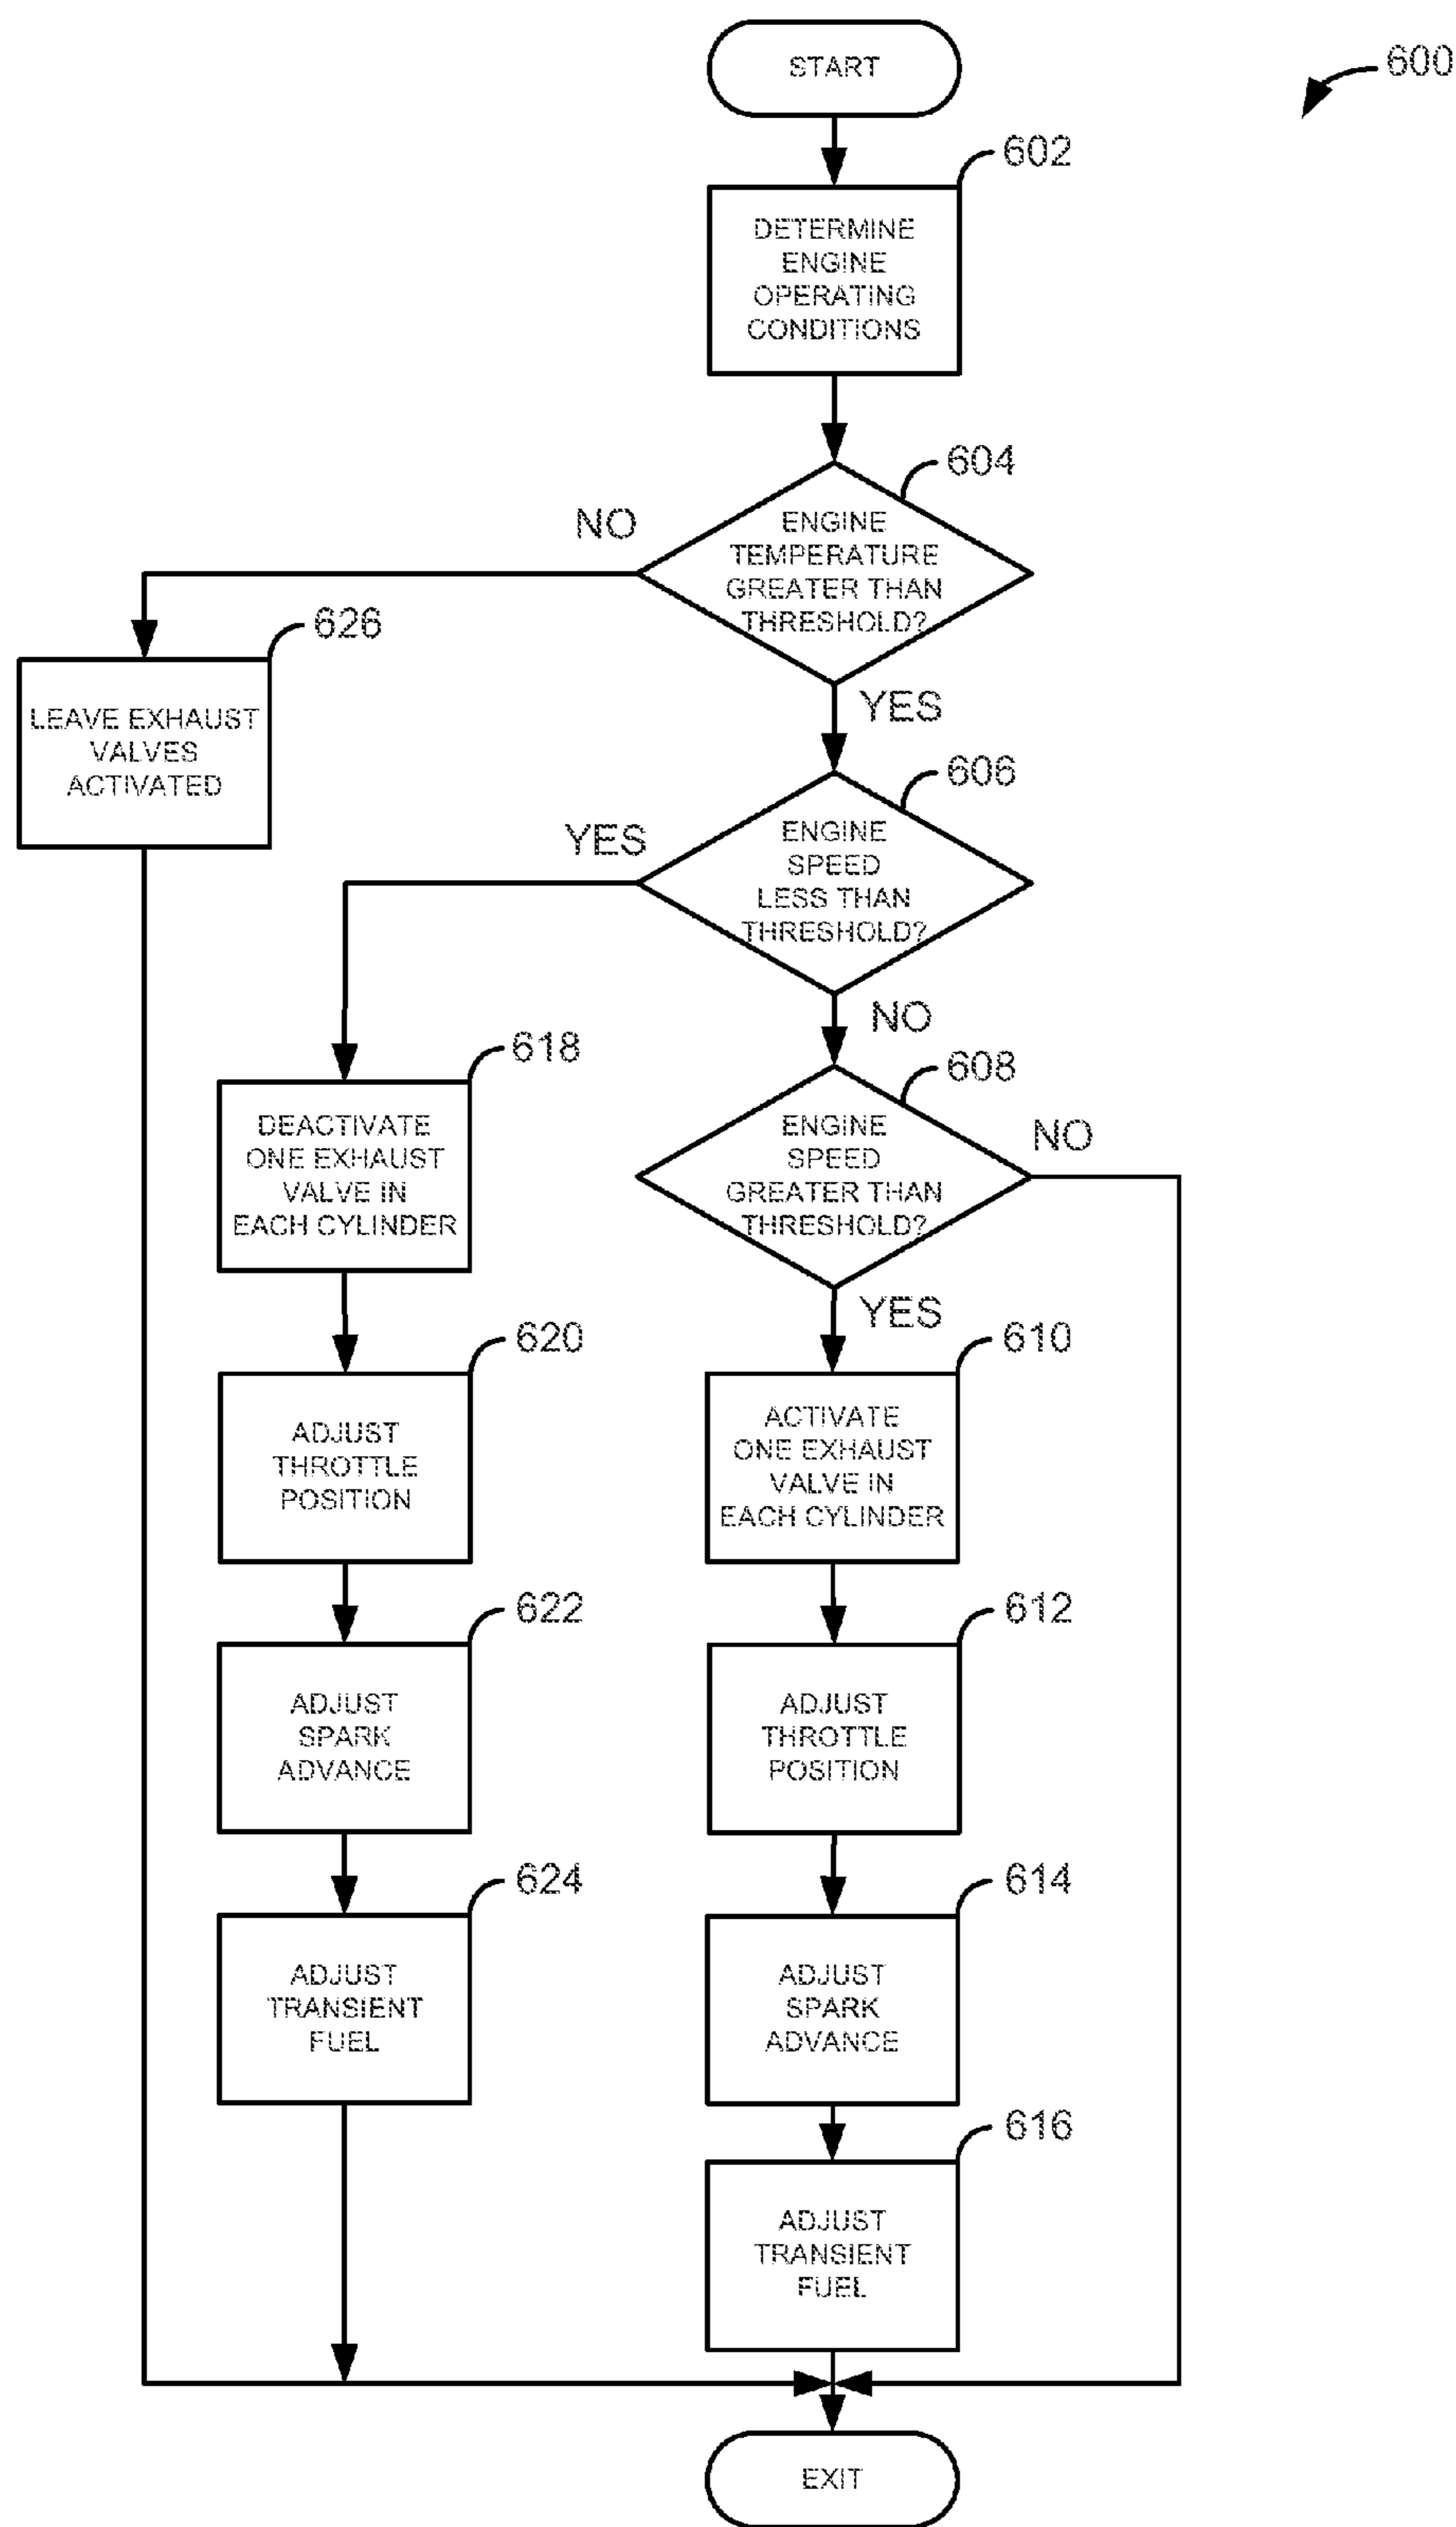 START
600
602
DETERMINE
ENGINE
OPERATING
CONDITIONS
604
NO
ENGINE
TEMPERATURE
GREATER THAN
THRESHOLD?
626
LEAVE EXHAUST
VALVES
ACTIVATED
YES
606
YES
ENGINE
SPEED
LESS THAN
THRESHOLD?
NO
618
608
DEACTIVATE
ONE EXHAUST
VALVE IN
EACH CYLINDER
ENGINE
SPEED
GREATER THAN
THRESHOLD?
NO
YES
620
610
ADJUST
THROTTLE
POSITION
ACTIVATE
ONE EXHAUST
VALVE IN
EACH CYLINDER
622
612
ADJUST
SPARK
ADVANCE
ADJUST
THROTTLE
POSITION
624
614
ADJUST
TRANSIENT
FUEL
ADJUST
SPARK
ADVANCE
616
ADJUST
TRANSIENT
FUEL
EXIT